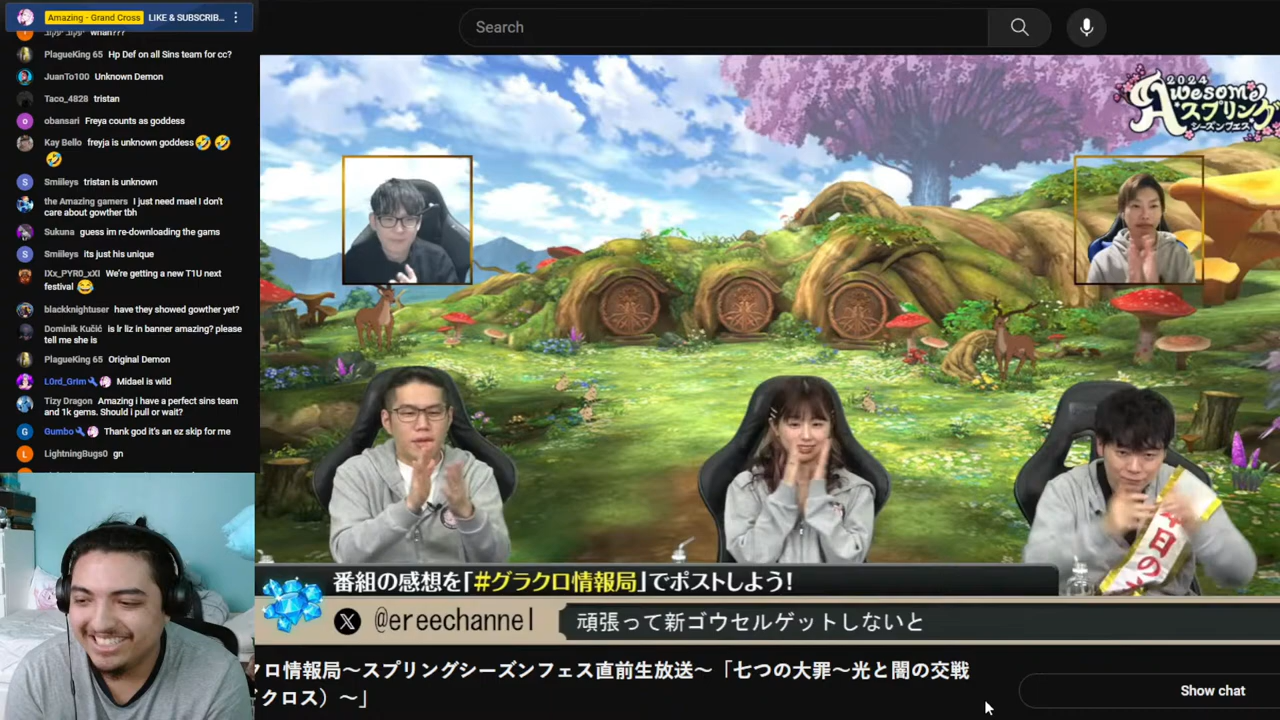 Amazing - Grand Cross LIKE & SUBSCRIB...
whan???
PlagueKing 65 Hp Def on all Sins team for cc?
JuanTo100 Unknown Demon
Taco_4828 tristan
obansari Freya counts as goddess
Kay Bello freyja is unknown goddess🤣 🤣
🤣
Smiileys tristan is unknown
the Amazing gamers I just need mael I don't
care about gowther tbh
Sukuna guess im re-downloading the gams
Smiileys its just his unique
IXx_PYR0_xXI We're getting a new T1U next
festival 😂
blackknightuser have they showed gowther yet?
Dominik Kučić is lr liz in banner amazing? please
tell me she is
PlagueKing 65 Original Demon
L0rd_GrIm Midael is wild
Tizy Dragon Amazing i have a perfect sins team
and 1k gems. Should i pull or wait?
Gumbo Thank god it's an ez skip for me
LightningBugs0 gn
Search
2024
Awesome
スプリング
シーズンフェス
日の
番組の感想を「#グラクロ情報局」でポストしよう!
X @ereechannel 頑張って新ゴウセルゲットしないと
ロ情報局〜スプリングシーズンフェス直前生放送〜「七つの大罪〜光と闇の交戦
クロス）〜」
Show chat